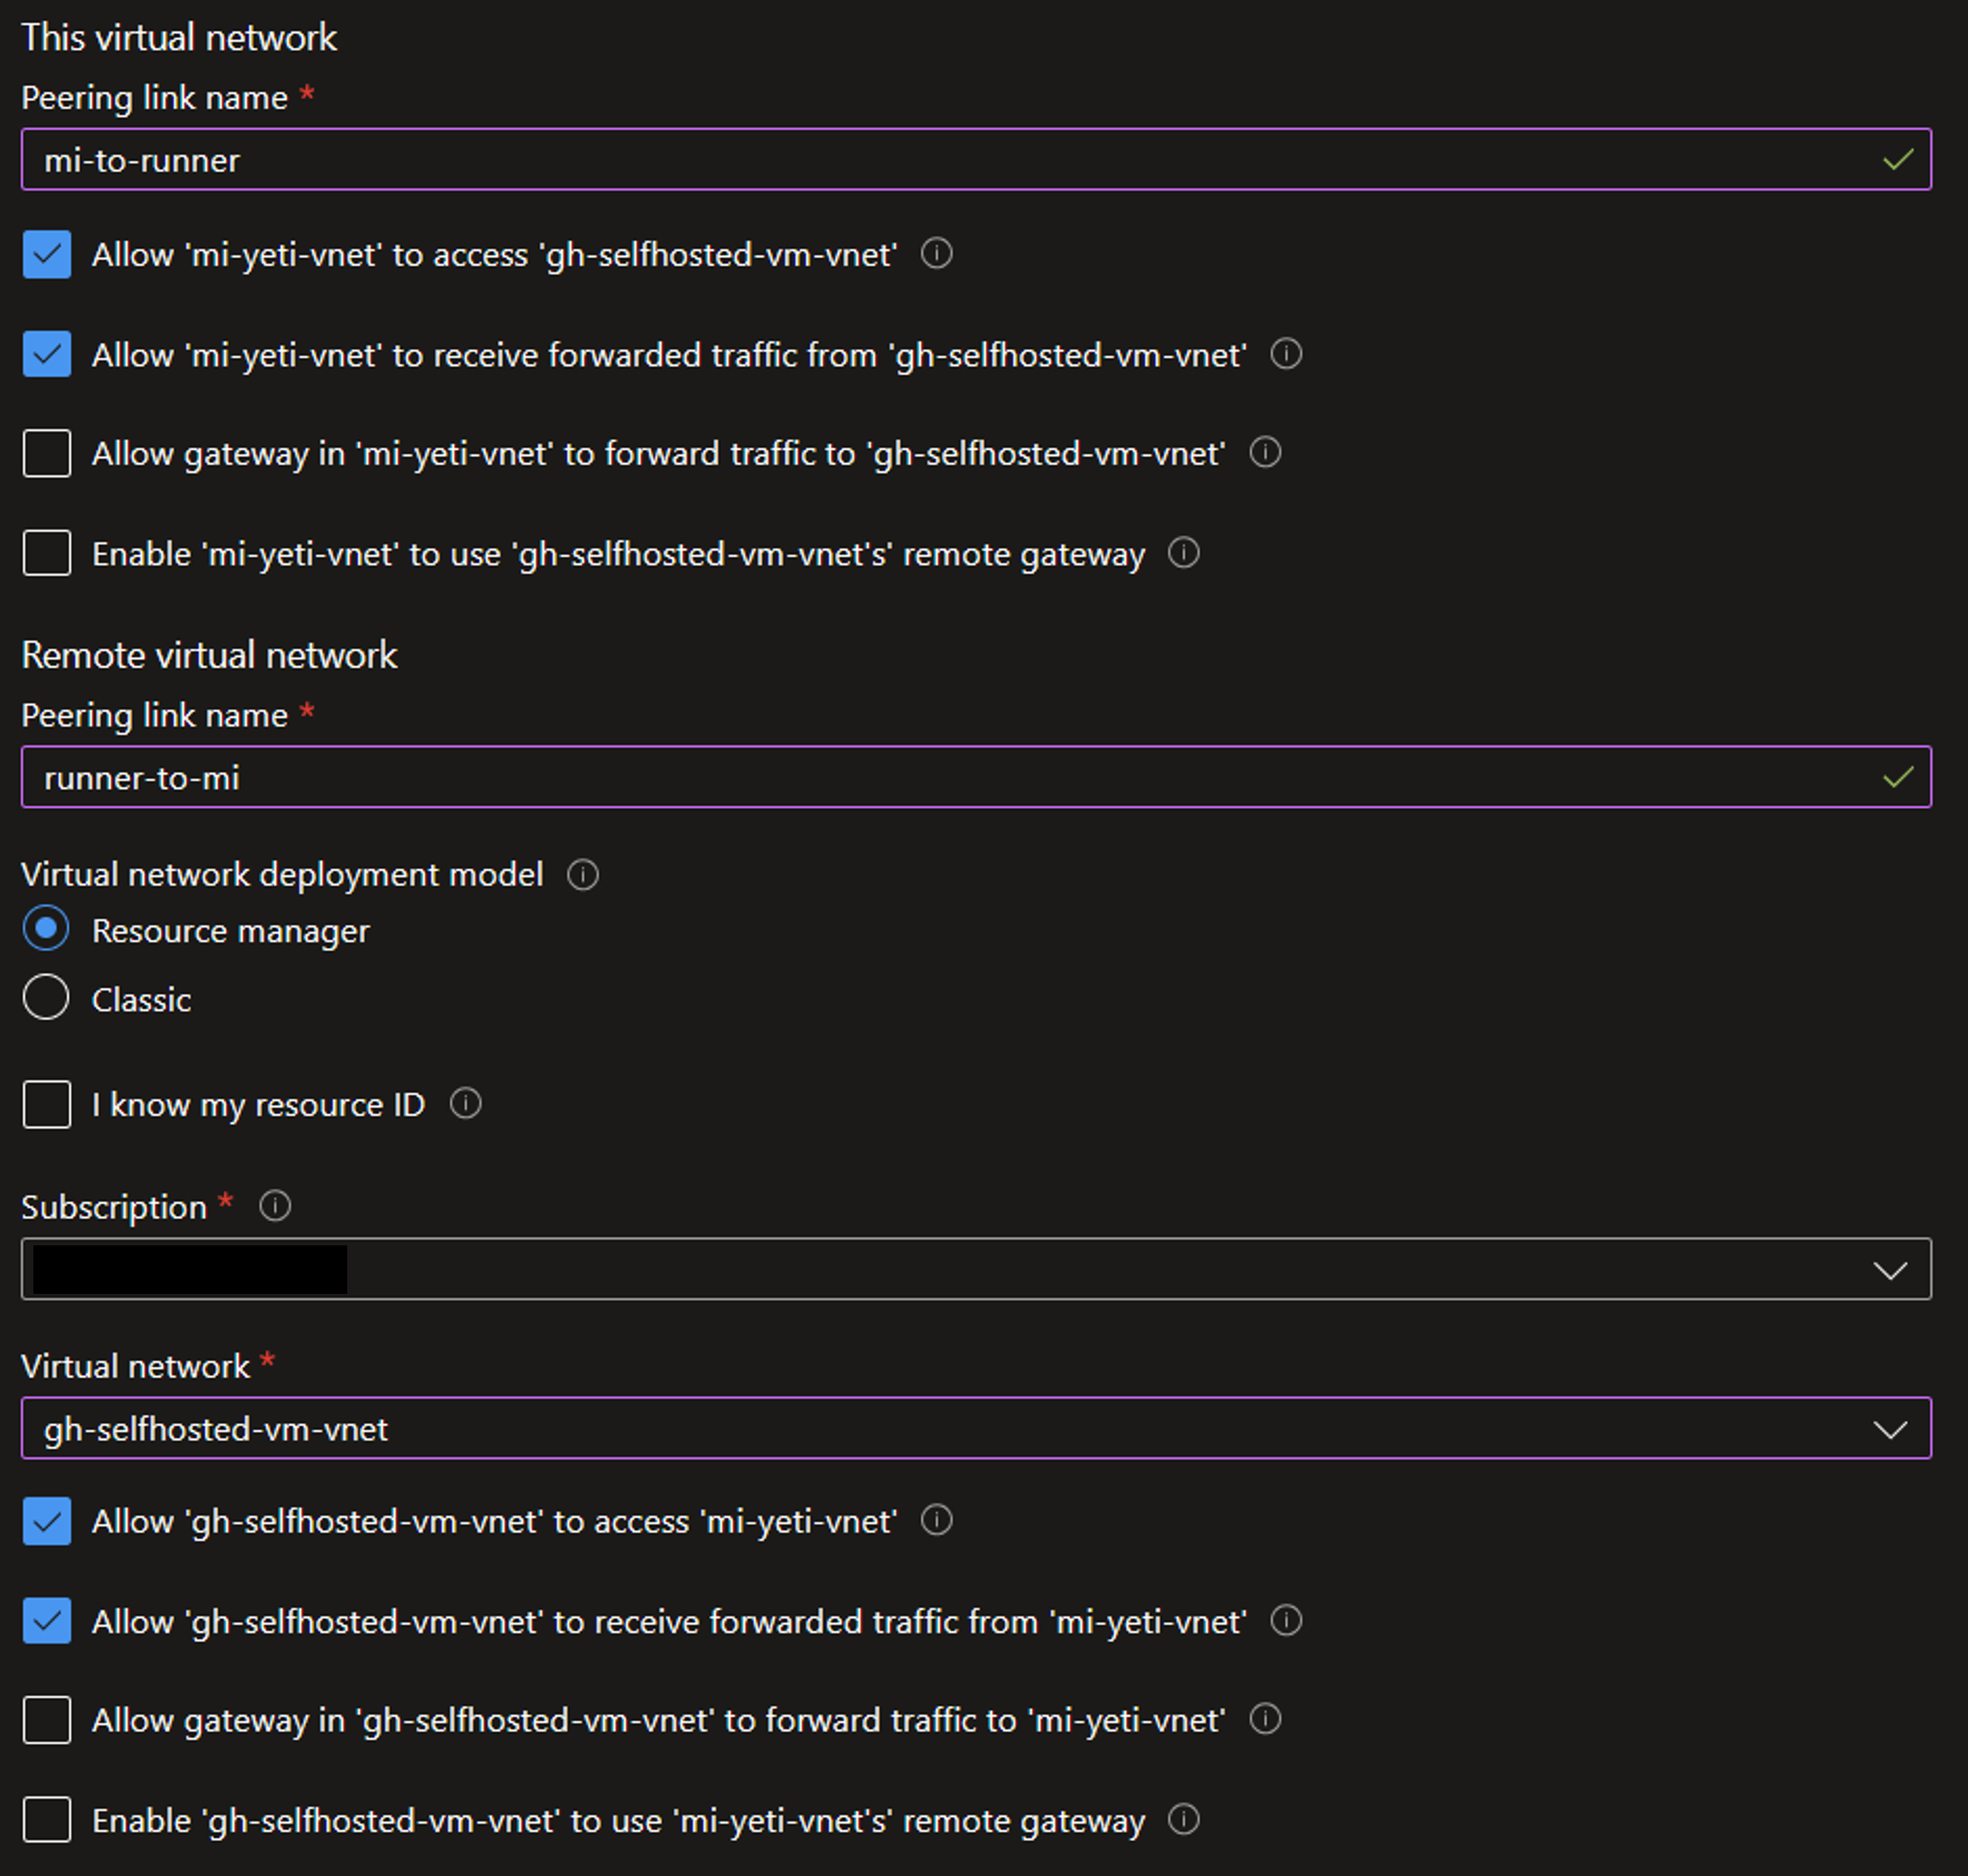 This virtual network
Peering link name *
mi-to-runner
Allow 'mi-yeti-vnet' to access 'gh-selfhosted-vm-vnet'
Allow 'mi-yeti-vnet' to receive forwarded traffic from 'gh-selfhosted-vm-vnet'
Allow gateway in 'mi-yeti-vnet' to forward traffic to 'gh-selfhosted-vm-vnet'
Enable 'mi-yeti-vnet' to use 'gh-selfhosted-vm-vnet's' remote gateway
Remote virtual network
Peering link name *
runner-to-mi
Virtual network deployment model
Resource manager
Classic
I know my resource ID
Subscription *
Virtual network *
gh-selfhosted-vm-vnet
Allow 'gh-selfhosted-vm-vnet' to access 'mi-yeti-vnet'
Allow 'gh-selfhosted-vm-vnet' to receive forwarded traffic from 'mi-yeti-vnet'
Allow gateway in 'gh-selfhosted-vm-vnet' to forward traffic to 'mi-yeti-vnet'
Enable 'gh-selfhosted-vm-vnet' to use 'mi-yeti-vnet's' remote gateway